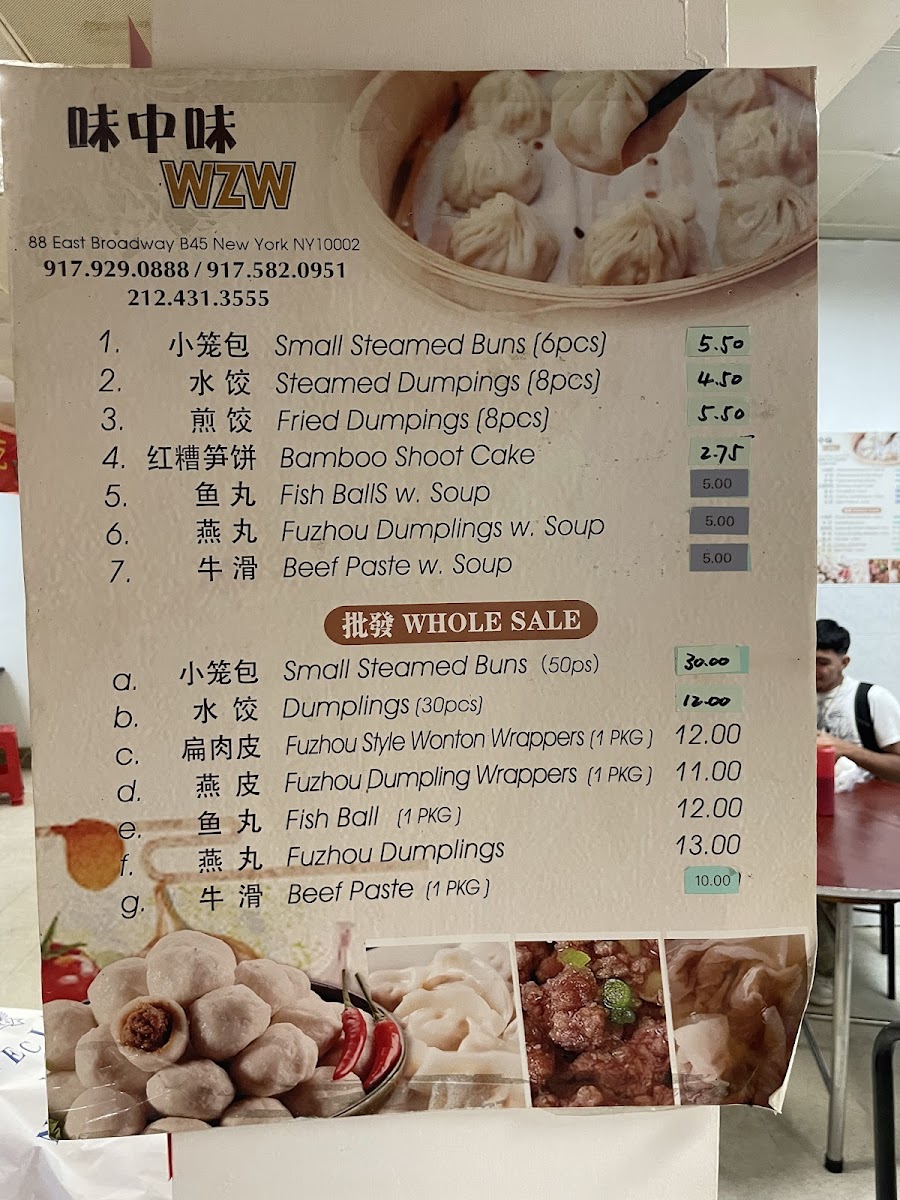 味中味
WZW
88 East Broadway B45 New York NY10002
917.929.0888 / 917.582.0951
212.431.3555
1. 小笼包 Small Steamed Buns (6pcs) 5.50
2. 水饺 Steamed Dumpings (8pcs) 4.50
3. 煎饺 Fried Dumpings (8pcs) 5.50
4. 红糟笋饼 Bamboo Shoot Cake 2.75
5. 鱼丸 Fish BallS w. Soup 5.00
6. 燕丸 Fuzhou Dumplings w. Soup 5.00
7. 牛滑 Beef Paste w. Soup 5.00
批發 WHOLE SALE
a. 小笼包 Small Steamed Buns (50ps) 30.00
b. 水饺 Dumplings (30pcs) 12.00
c. 扁肉皮 Fuzhou Style Wonton Wrappers (1 PKG) 12.00
d. 燕皮 Fuzhou Dumpling Wrappers (1 PKG) 11.00
e. 鱼丸 Fish Ball (1 PKG) 12.00
f. 燕丸 Fuzhou Dumplings 13.00
g. 牛滑 Beef Paste (1 PKG) 10.00